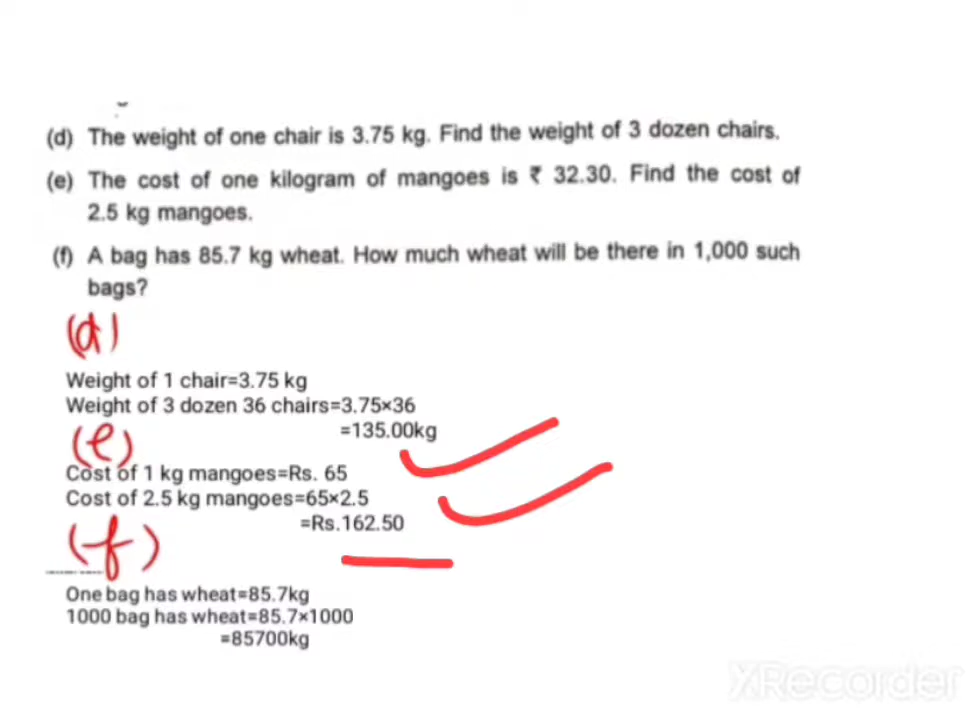 (d) The weight of one chair is 3.75 kg. Find the weight of 3 dozen chairs.
(e) The cost of one kilogram of mangoes is ₹ 32.30. Find the cost of
2.5 kg mangoes.
(f) A bag has 85.7 kg wheat. How much wheat will be there in 1,000 such
bags?
(d)
Weight of 1 chair=3.75 kg
Weight of 3 dozen 36 chairs=3.75×36
=135.00kg
(e)
Cost of 1 kg mangoes=Rs. 65
Cost of 2.5 kg mangoes=65×2.5
=Rs.162.50
(f)
One bag has wheat=85.7kg
1000 bag has wheat=85.7×1000
=85700kg
XRecorder